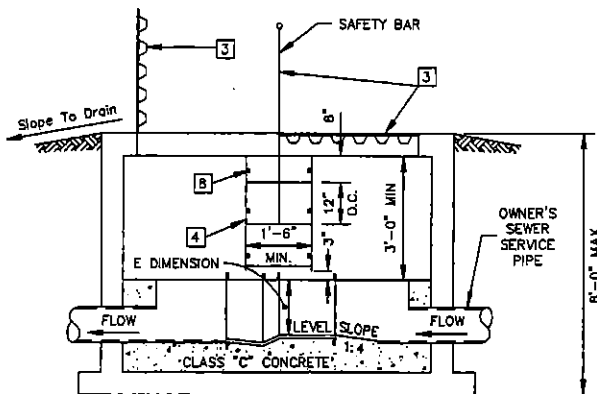 3
SAFETY BAR
3
Slope To Drain
6"
8
12"
O.C.
3'-0" MIN
4
1'-6"
MIN.
3"
OWNER'S
SEWER
SERVICE
PIPE
8'-0" MAX
E DIMENSION
FLOW
LEVEL SLOPE
1:4
FLOW
CLASS "C" CONCRETE